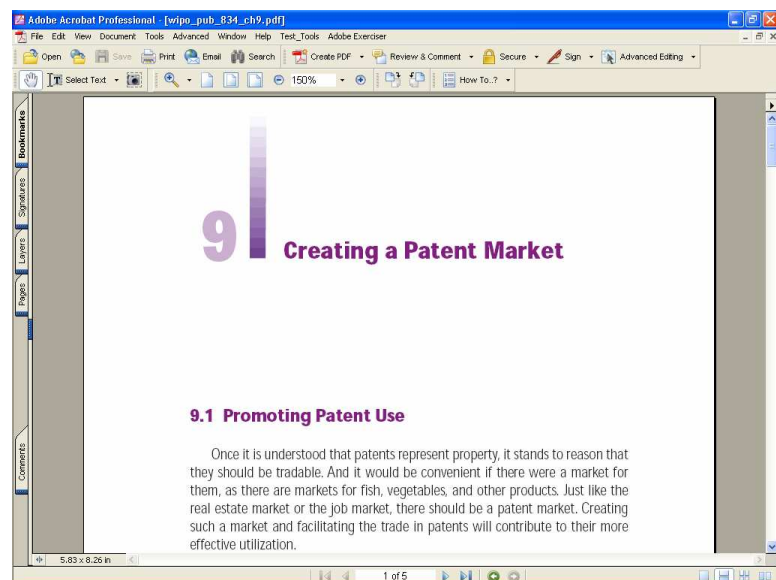 Adobe Acrobat Professional - [wipo_pub_834_ch9.pdf]
File Edit View Document Tools Advanced Window Help Test_Tools Adobe Exerciser
Open Save Print Email Search Create PDF Review & Comment Secure Sign Advanced Editing
Select Text 150% How To..?
Bookmarks
Signatures
Layers
Pages
Comments
9 Creating a Patent Market
9.1 Promoting Patent Use
Once it is understood that patents represent property, it stands to reason that
they should be tradable. And it would be convenient if there were a market for
them, as there are markets for fish, vegetables, and other products. Just like the
real estate market or the job market, there should be a patent market. Creating
such a market and facilitating the trade in patents will contribute to their more
effective utilization.
5.83 x 8.26 in
1 of 5